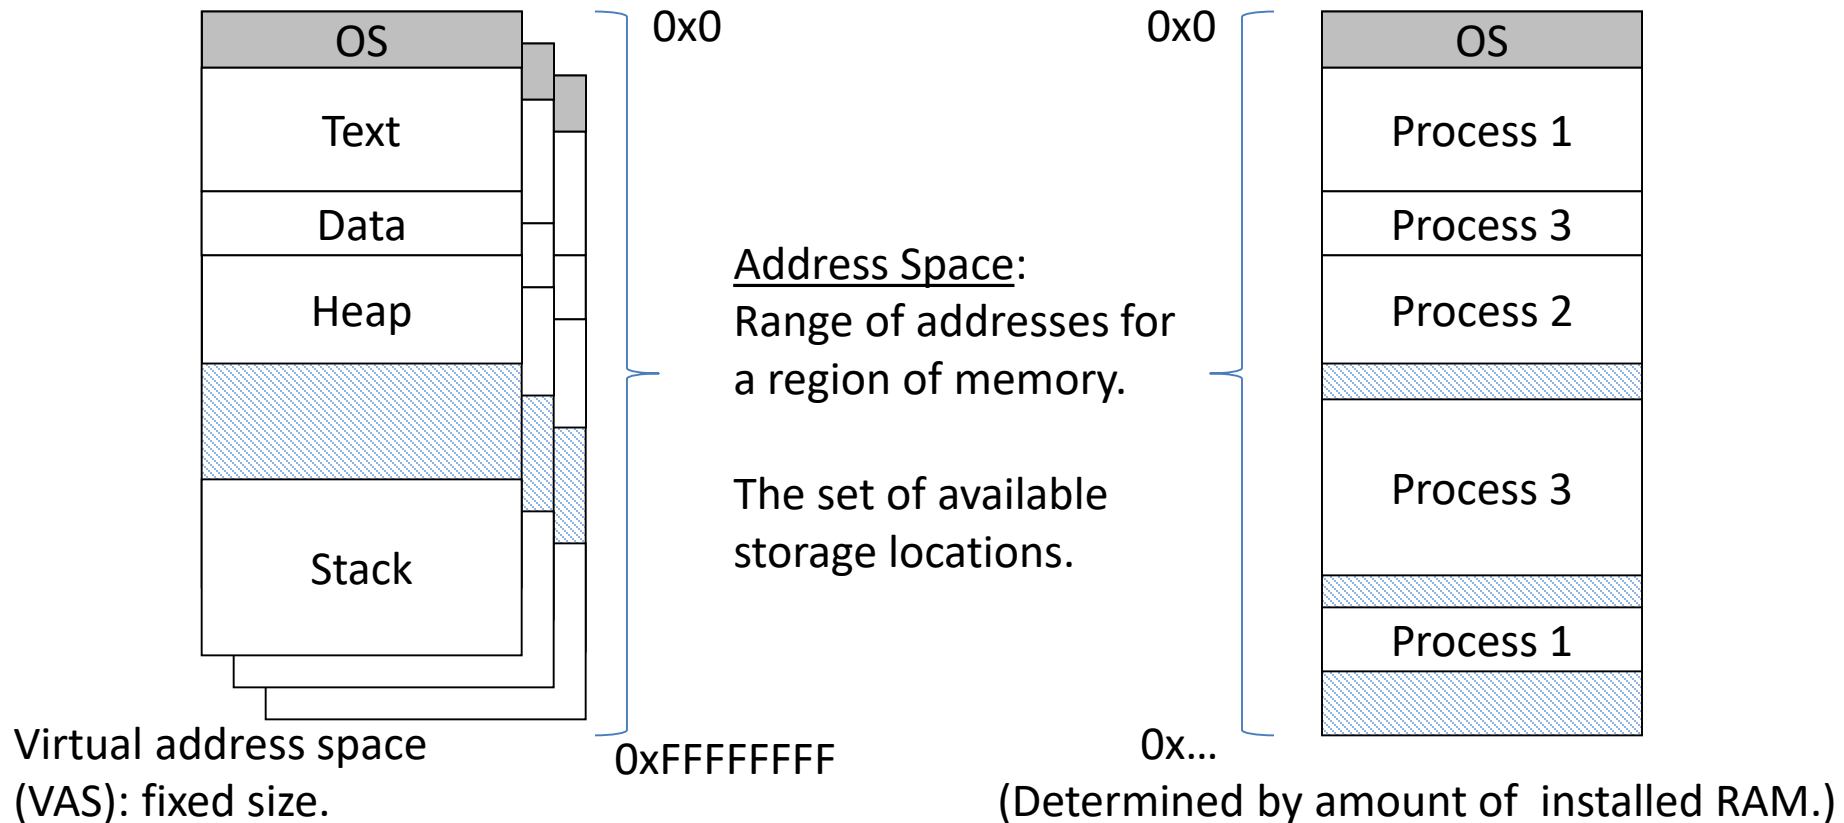 OS
Text
Data
Heap
Stack
Virtual address space
(VAS): fixed size.
0x0
0xFFFFFFFF
Address Space:
Range of addresses for
a region of memory.
The set of available
storage locations.
0x0
0x...
OS
Process 1
Process 3
Process 2
Process 3
Process 1
(Determined by amount of  installed RAM.)